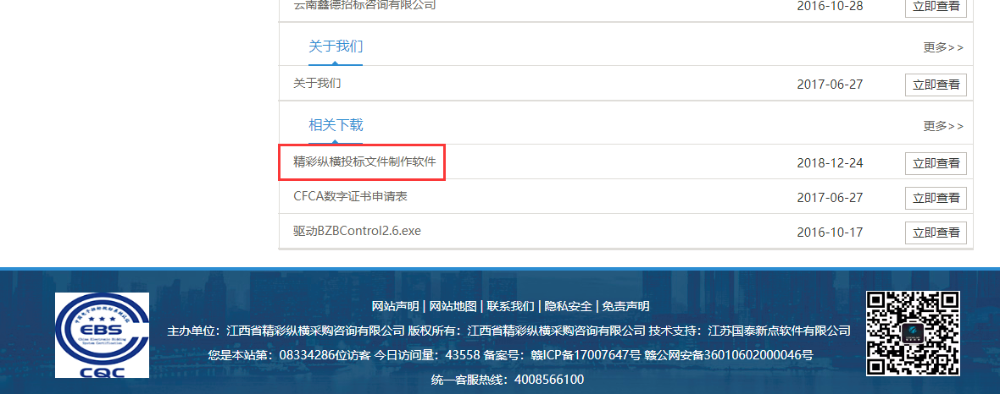 云南鑫德招标咨询有限公司 2016-10-28 立即查看
关于我们 更多>>
关于我们 2017-06-27 立即查看
相关下载 更多>>
精彩纵横投标文件制作软件 2018-12-24 立即查看
CFCA数字证书申请表 2017-06-27 立即查看
驱动BZBControl2.6.exe 2016-10-17 立即查看
网站声明 | 网站地图 | 联系我们 | 隐私安全 | 免责声明
主办单位：江西省精彩纵横采购咨询有限公司 版权所有：江西省精彩纵横采购咨询有限公司 技术支持：江苏国泰新点软件有限公司
您是本站第：08334286位访客 今日访问量：43558 备案号：赣ICP备17007647号 赣公网安备36010602000046号
统一客服热线：4008566100
EBS
CQC